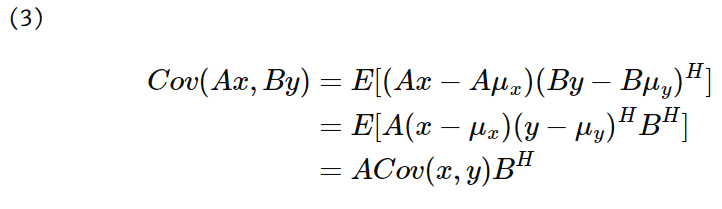 (3)
Cov(Ax, By) = E[(Ax − Aμ_x)(By − Bμ_y)^H]
= E[A(x − μ_x)(y − μ_y)^H B^H]
= ACov(x, y)B^H